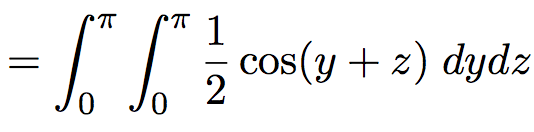 = ∫₀^π ∫₀^π 1/2 cos(y + z) dydz